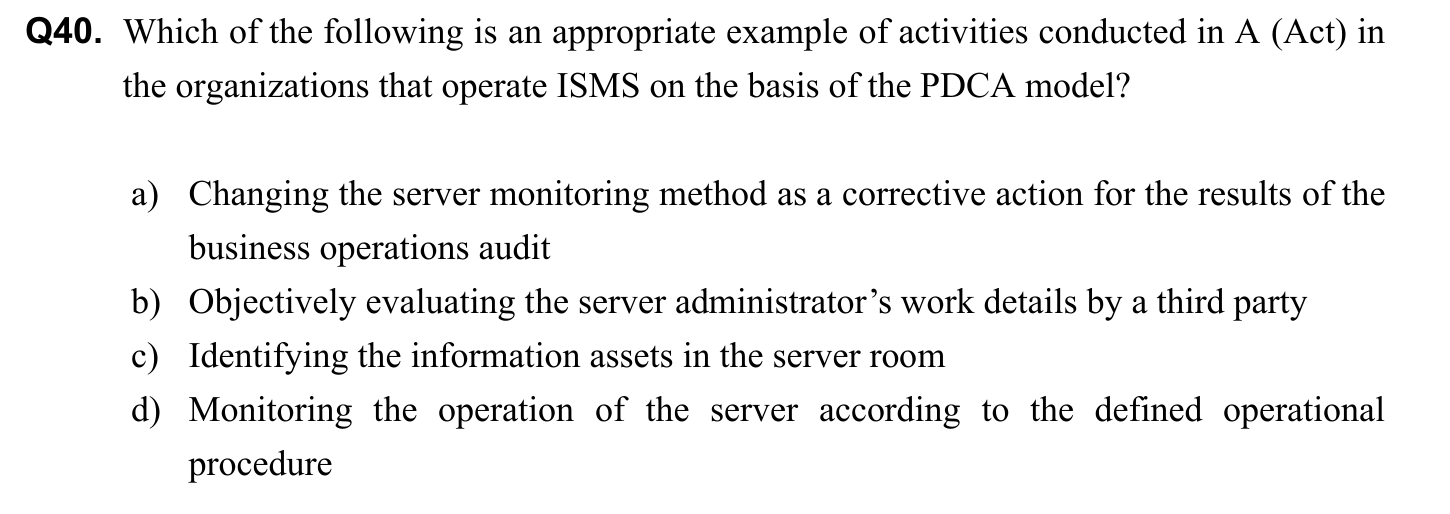 Q40. Which of the following is an appropriate example of activities conducted in A (Act) in
the organizations that operate ISMS on the basis of the PDCA model?
a) Changing the server monitoring method as a corrective action for the results of the
business operations audit
b) Objectively evaluating the server administrator’s work details by a third party
c) Identifying the information assets in the server room
d) Monitoring the operation of the server according to the defined operational
procedure